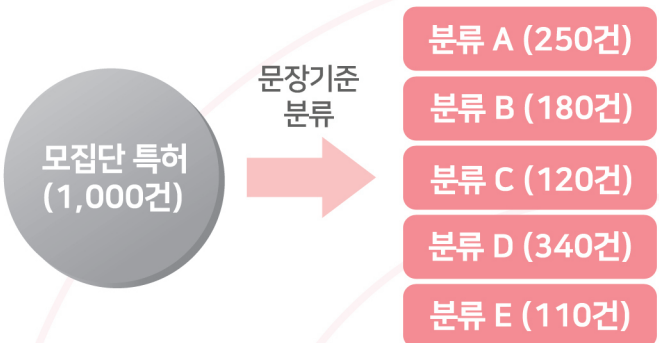 모집단 특허
(1,000건)
문장기준
분류
분류 A (250건)
분류 B (180건)
분류 C (120건)
분류 D (340건)
분류 E (110건)